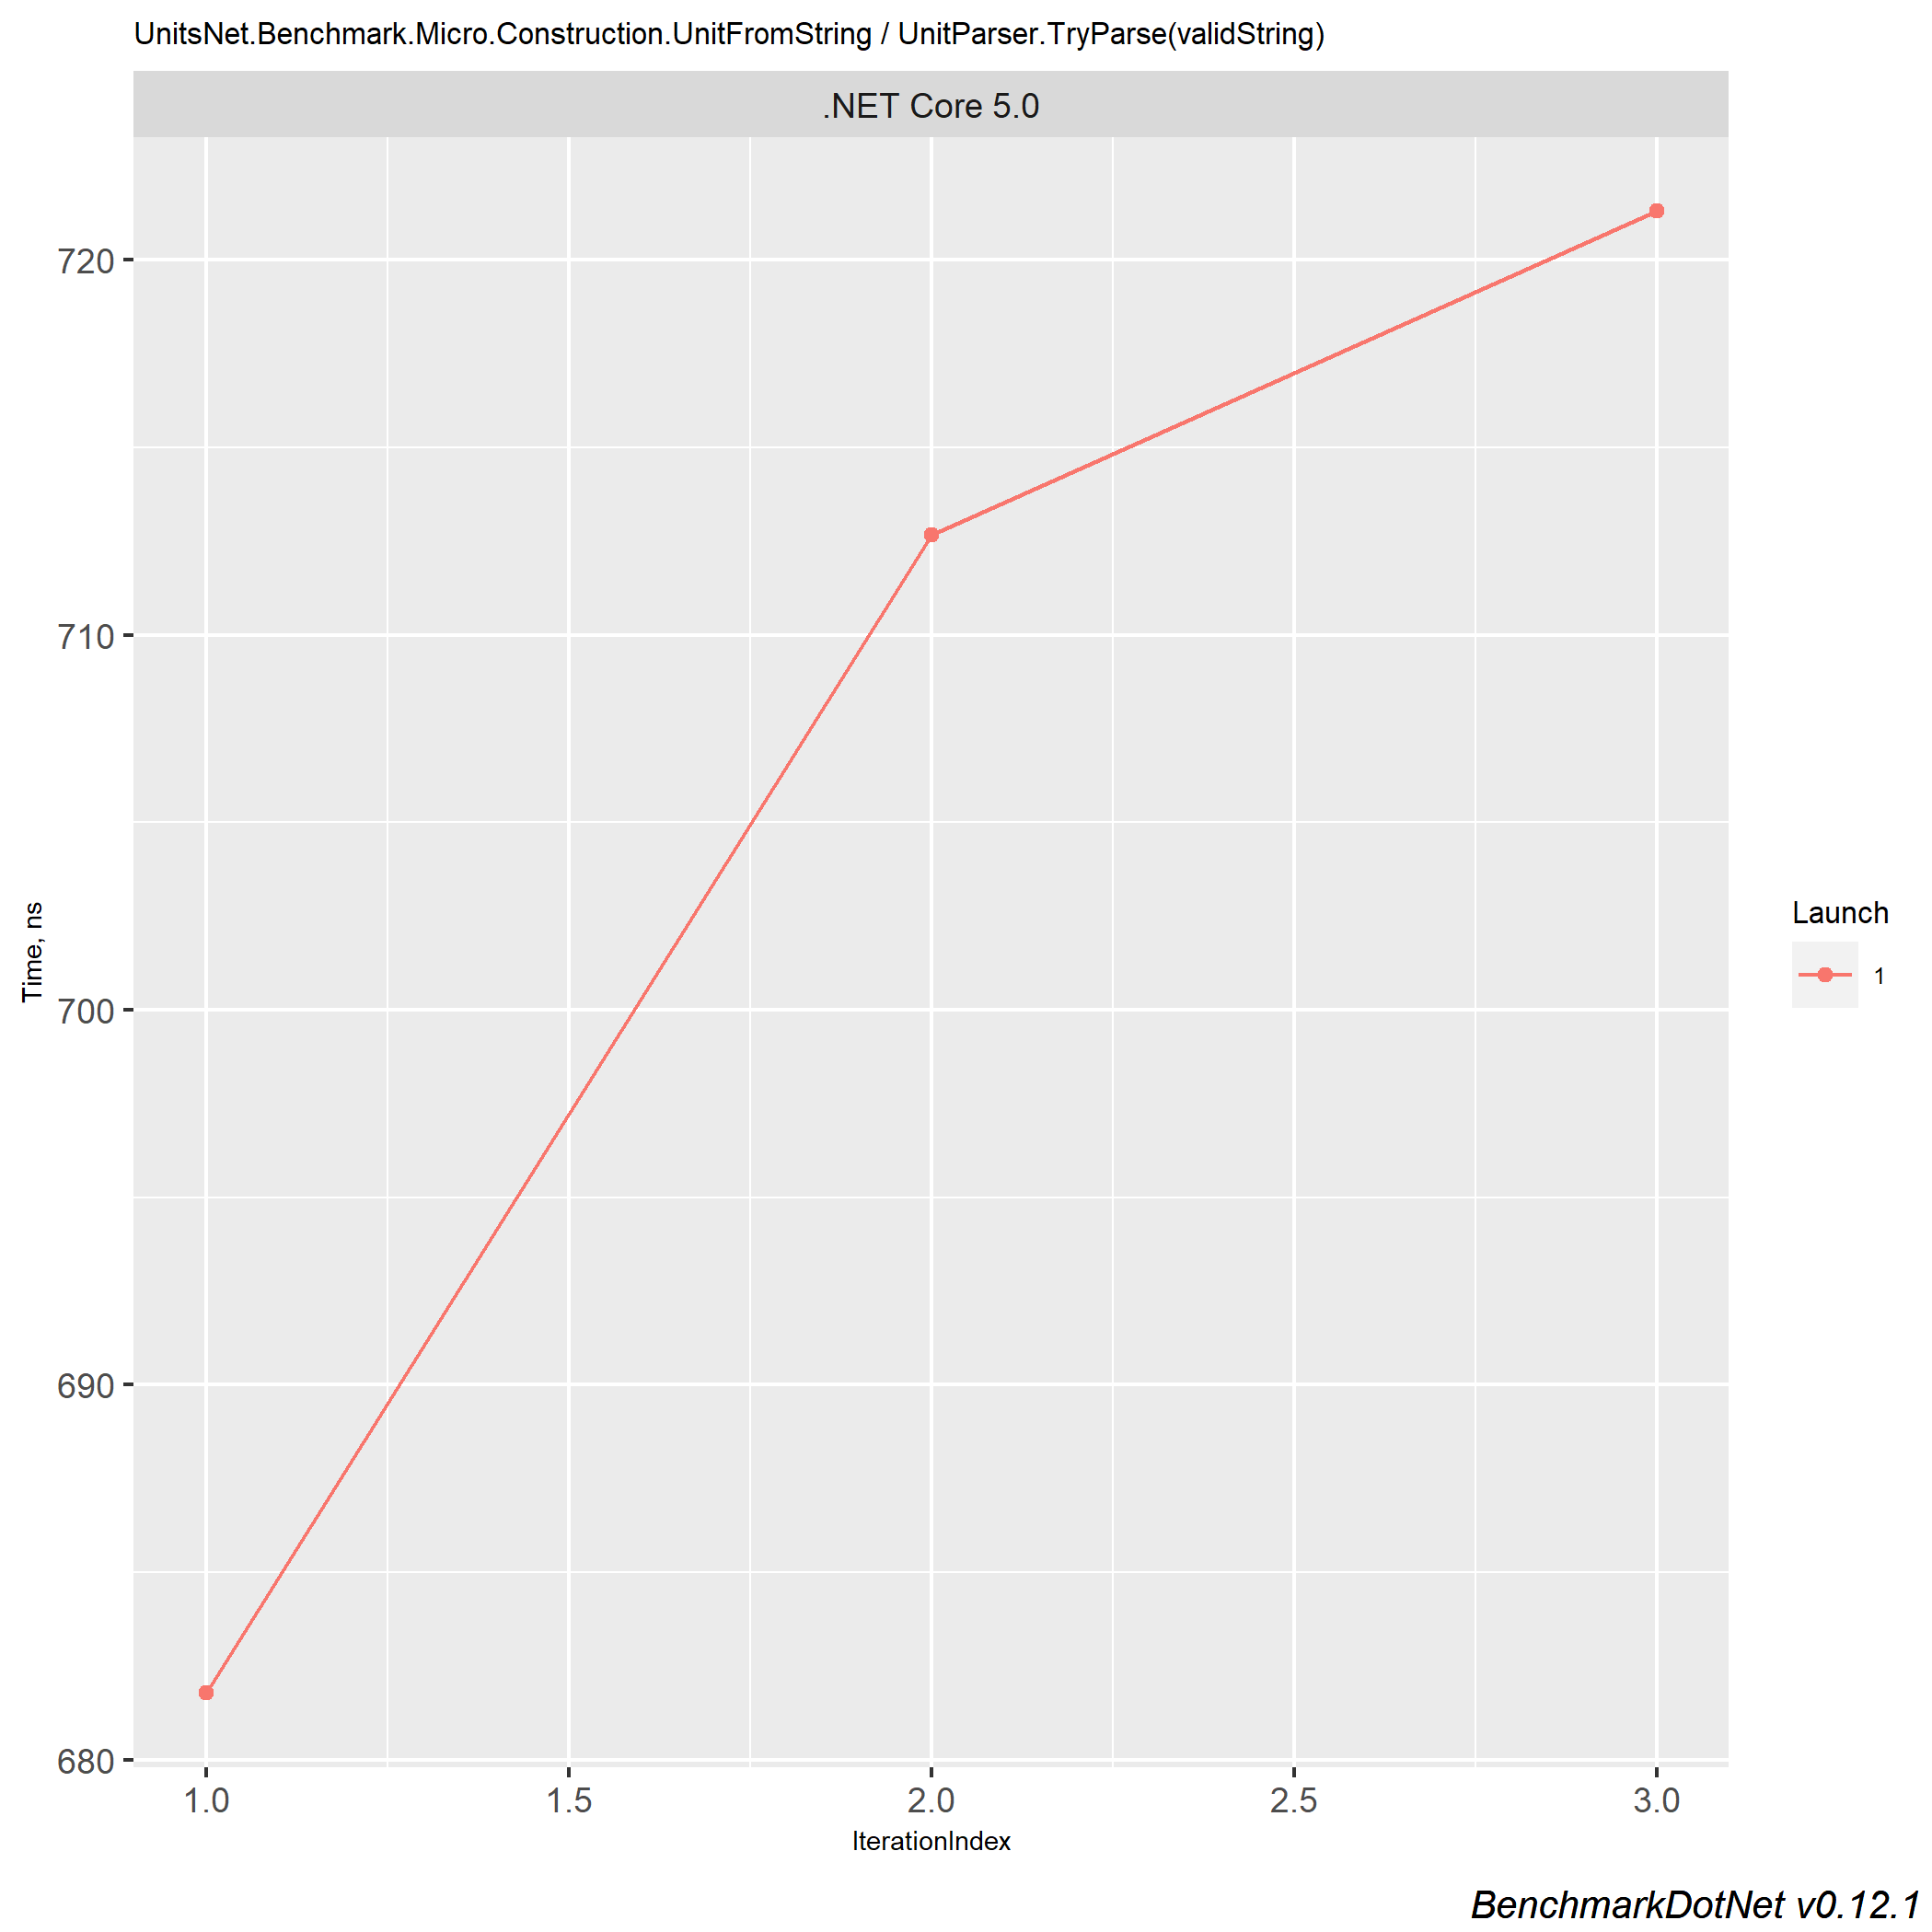 UnitsNet.Benchmark.Micro.Construction.UnitFromString / UnitParser.TryParse(validString)
.NET Core 5.0
720
710
700
690
680
Time, ns
1.0 1.5 2.0 2.5 3.0
IterationIndex
Launch
1
BenchmarkDotNet v0.12.1